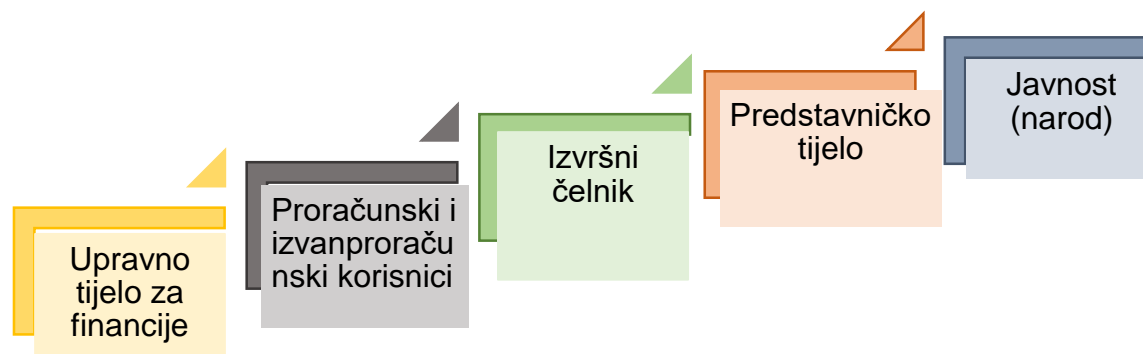 Upravno
tijelo za
financije
Proračunski i
izvanproraču
nski korisnici
Izvršni
čelnik
Predstavničko
tijelo
Javnost
(narod)